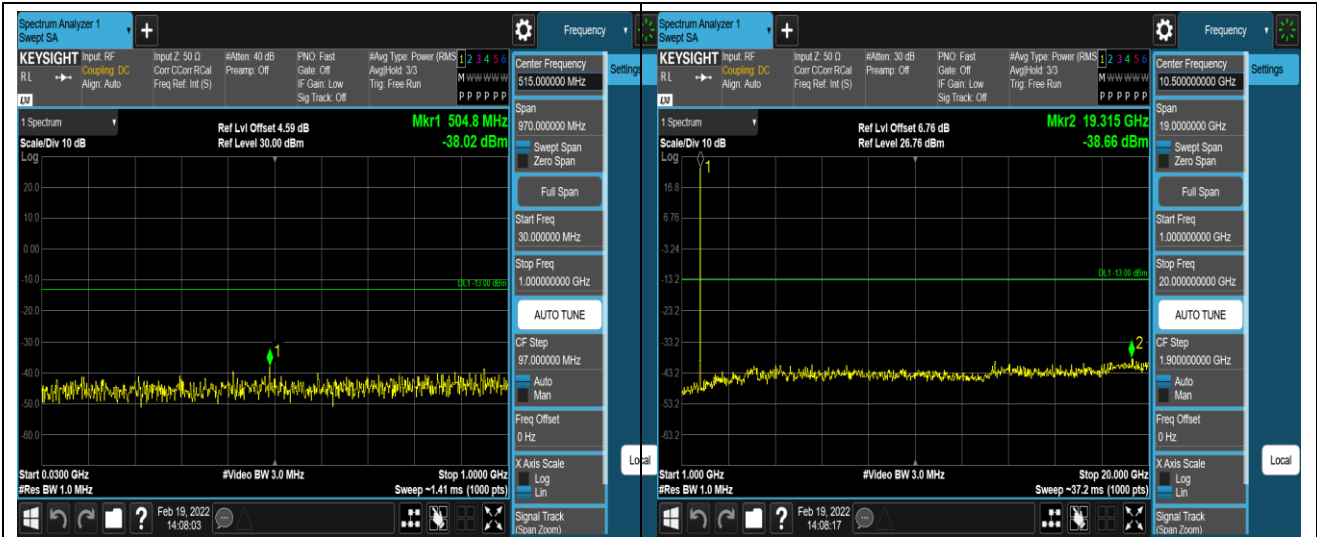 Spectrum Analyzer 1
Swept SA
+
Frequency
KEYSIGHT
RL
LXI
Input: RF
Coupling: DC
Align: Auto
Input Z: 50 Ω
Corr CCorr RCal
Freq Ref: Int (S)
#Atten: 40 dB
Preamp: Off
PNO: Fast
Gate: Off
IF Gain: Low
Sig Track: Off
#Avg Type: Power (RMS
Avg|Hold: 3/3
Trig: Free Run
1 2 3 4 5 6
M W W W W W
P P P P P P
Center Frequency
515.000000 MHz
Settings
1 Spectrum
Scale/Div 10 dB
Log
Ref Lvl Offset 4.59 dB
Ref Level 30.00 dBm
Mkr1 504.8 MHz
-38.02 dBm
Span
970.000000 MHz
Swept Span
Zero Span
Full Span
Start Freq
30.000000 MHz
Stop Freq
1.000000000 GHz
AUTO TUNE
CF Step
97.000000 MHz
Auto
Man
Freq Offset
0 Hz
X Axis Scale
Log
Lin
Signal Track
(Span Zoom)
Local
20.0
10.0
0.00
-10.0
DL1 -13.00 dBm
-20.0
-30.0
1
-40.0
-50.0
-60.0
Start 0.0300 GHz
#Res BW 1.0 MHz
#Video BW 3.0 MHz
Stop 1.0000 GHz
Sweep ~1.41 ms (1000 pts)
?
Feb 19, 2022
14:08:03
Spectrum Analyzer 1
Swept SA
+
Frequency
KEYSIGHT
RL
LXI
Input: RF
Coupling: DC
Align: Auto
Input Z: 50 Ω
Corr CCorr RCal
Freq Ref: Int (S)
#Atten: 30 dB
Preamp: Off
PNO: Fast
Gate: Off
IF Gain: Low
Sig Track: Off
#Avg Type: Power (RMS
Avg|Hold: 3/3
Trig: Free Run
1 2 3 4 5 6
M W W W W W
P P P P P P
Center Frequency
10.500000000 GHz
Settings
1 Spectrum
Scale/Div 10 dB
Log
Ref Lvl Offset 6.76 dB
Ref Level 26.76 dBm
Mkr2 19.315 GHz
-38.66 dBm
Span
19.0000000 GHz
Swept Span
Zero Span
Full Span
Start Freq
1.000000000 GHz
Stop Freq
20.000000000 GHz
AUTO TUNE
CF Step
1.900000000 GHz
Auto
Man
Freq Offset
0 Hz
X Axis Scale
Log
Lin
Signal Track
(Span Zoom)
Local
1
16.8
6.76
-3.24
-13.2
DL1 -13.00 dBm
-23.2
-33.2
2
-43.2
-53.2
-63.2
Start 1.000 GHz
#Res BW 1.0 MHz
#Video BW 3.0 MHz
Stop 20.000 GHz
Sweep ~37.2 ms (1000 pts)
?
Feb 19, 2022
14:08:17